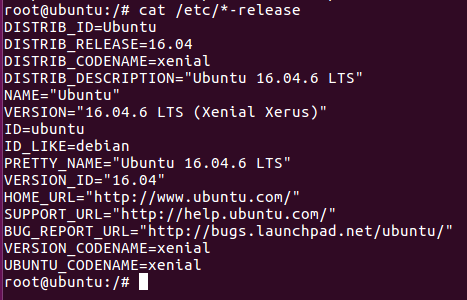 root@ubuntu:/# cat /etc/*-release
DISTRIB_ID=Ubuntu
DISTRIB_RELEASE=16.04
DISTRIB_CODENAME=xenial
DISTRIB_DESCRIPTION="Ubuntu 16.04.6 LTS"
NAME="Ubuntu"
VERSION="16.04.6 LTS (Xenial Xerus)"
ID=ubuntu
ID_LIKE=debian
PRETTY_NAME="Ubuntu 16.04.6 LTS"
VERSION_ID="16.04"
HOME_URL="http://www.ubuntu.com/"
SUPPORT_URL="http://help.ubuntu.com/"
BUG_REPORT_URL="http://bugs.launchpad.net/ubuntu/"
VERSION_CODENAME=xenial
UBUNTU_CODENAME=xenial
root@ubuntu:/#